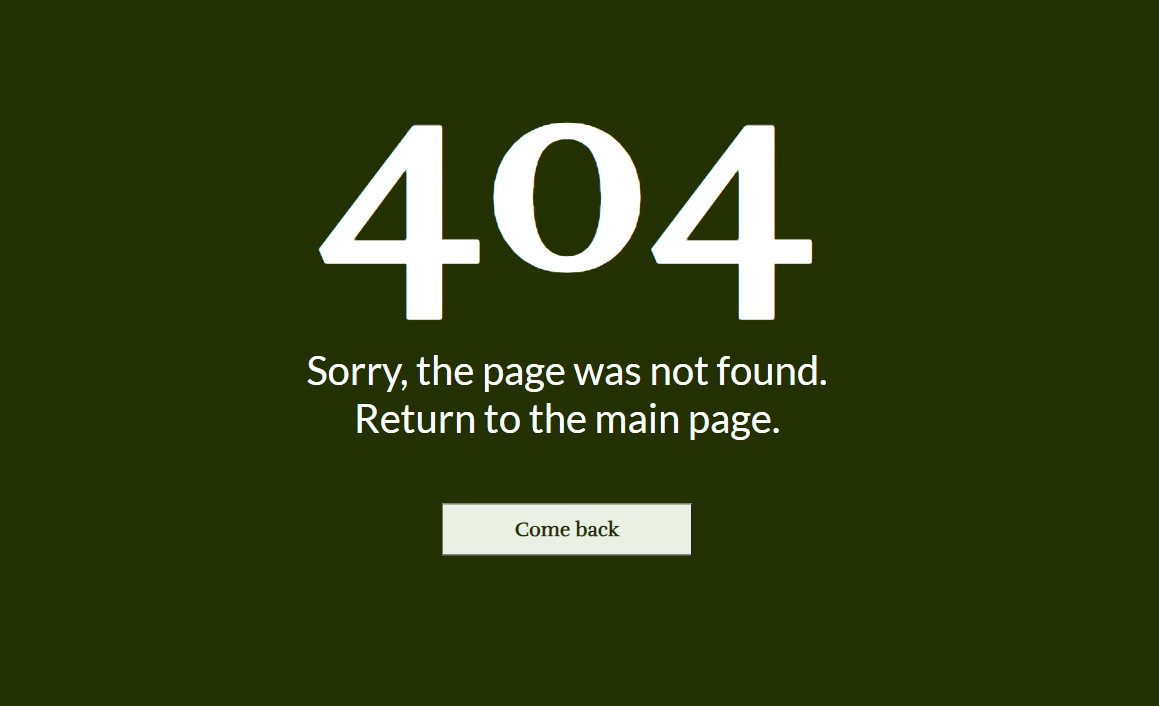 404
Sorry, the page was not found.
Return to the main page.
Come back